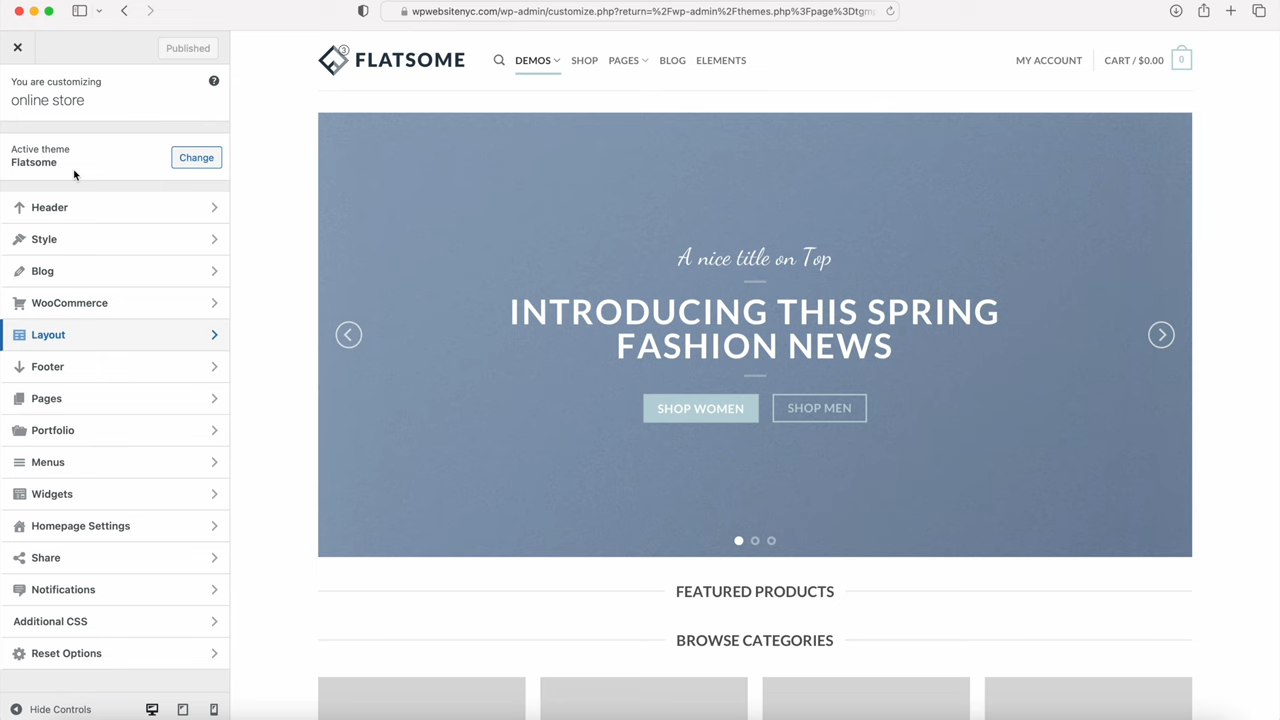 wpwebsitenyc.com/wp-admin/customize.php?return=%2Fwp-admin%2Fthemes.php%3Fpage%3Dtgm
Published
You are customizing
online store
Active theme
Flatsome
Change
Header
Style
Blog
WooCommerce
Layout
Footer
Pages
Portfolio
Menus
Widgets
Homepage Settings
Share
Notifications
Additional CSS
Reset Options
Hide Controls
3
FLATSOME
DEMOS
SHOP
PAGES
BLOG
ELEMENTS
MY ACCOUNT
CART / $0.00
0
A nice title on Top
INTRODUCING THIS SPRING
FASHION NEWS
SHOP WOMEN
SHOP MEN
FEATURED PRODUCTS
BROWSE CATEGORIES